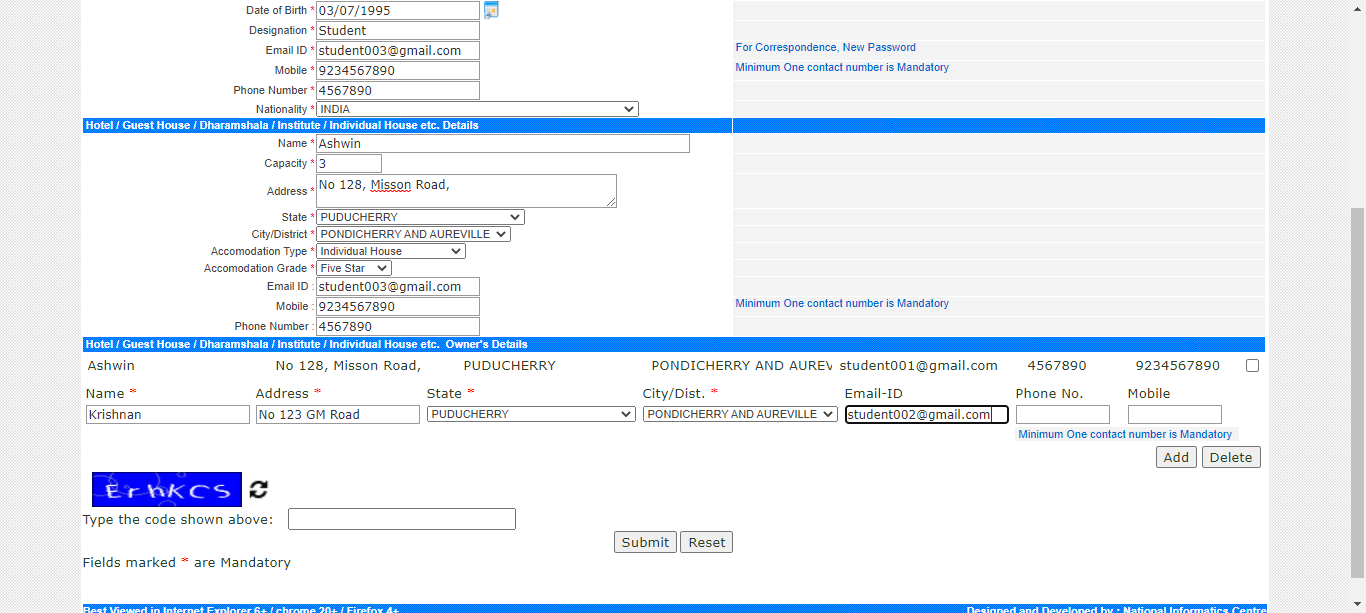 Date of Birth * 03/07/1995
Designation * Student
Email ID * student003@gmail.com For Correspondence, New Password
Mobile * 9234567890 Minimum One contact number is Mandatory
Phone Number * 4567890
Nationality * INDIA
Hotel / Guest House / Dharamshala / Institute / Individual House etc. Details
Name * Ashwin
Capacity * 3
Address * No 128, Misson Road,
State * PUDUCHERRY
City/District * PONDICHERRY AND AUREVILLE
Accomodation Type * Individual House
Accomodation Grade * Five Star
Email ID : student003@gmail.com
Mobile : 9234567890 Minimum One contact number is Mandatory
Phone Number : 4567890
Hotel / Guest House / Dharamshala / Institute / Individual House etc. Owner's Details
Ashwin No 128, Misson Road, PUDUCHERRY PONDICHERRY AND AUREV student001@gmail.com 4567890 9234567890
Name * Address * State * City/Dist. * Email-ID Phone No. Mobile
Krishnan No 123 GM Road PUDUCHERRY PONDICHERRY AND AUREVILLE student002@gmail.com
Minimum One contact number is Mandatory
Add Delete
ErhKCS
Type the code shown above:
Submit Reset
Fields marked * are Mandatory
Best Viewed in Internet Explorer 6+ / chrome 20+ / Firefox 4+ Designed and Developed by : National Informatics Centre